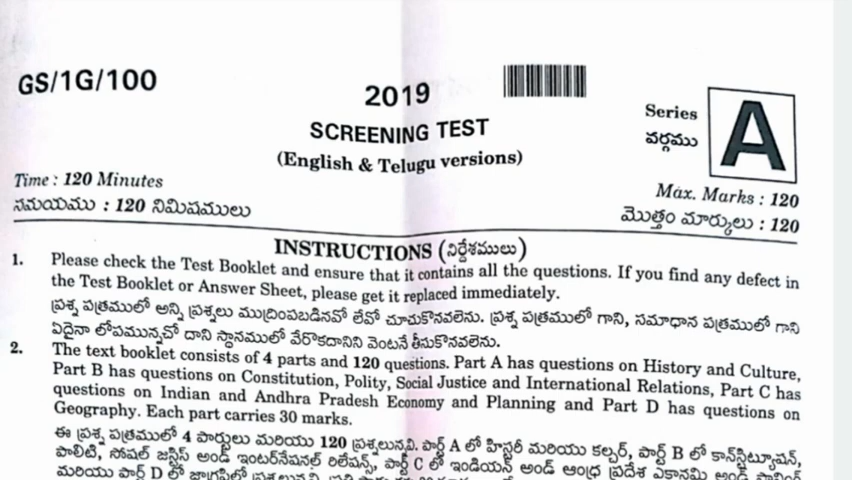 GS/1G/100
2019
SCREENING TEST
(English & Telugu versions)
Series
వర్గము
A
Time : 120 Minutes
సమయము : 120 నిమిషములు
Max. Marks : 120
మొత్తం మార్కులు : 120
INSTRUCTIONS (నిర్దేశములు)
1. Please check the Test Booklet and ensure that it contains all the questions. If you find any defect in
the Test Booklet or Answer Sheet, please get it replaced immediately.
ప్రశ్న పత్రములో అన్ని ప్రశ్నలు ముద్రింపబడినవో లేవో చూచుకొనవలెను. ప్రశ్న పత్రములో గాని, సమాధాన పత్రములో గాని
ఏదైనా లోపమున్నచో దాని స్థానములో వేరొకదానిని వెంటనే తీసుకొనవలెను.
2. The text booklet consists of 4 parts and 120 questions. Part A has questions on History and Culture,
Part B has questions on Constitution, Polity, Social Justice and International Relations, Part C has
questions on Indian and Andhra Pradesh Economy and Planning and Part D has questions on
Geography. Each part carries 30 marks.
ఈ ప్రశ్న పత్రములో 4 పార్టులు మరియు 120 ప్రశ్నలున్నవి. పార్ట్ A లో హిస్టరీ మరియు కల్చర్, పార్ట్ B లో కాన్‌స్టిట్యూషన్,
పాలిటి, సోషల్ జస్టిస్ అండ్ ఇంటర్‌నేషనల్ రిలేషన్స్, పార్ట్ C లో ఇండియన్ అండ్ ఆంధ్ర ప్రదేశ్ ఎకానమి అండ్ ప్లానింగ్
మరియు పార్ట్ D లో